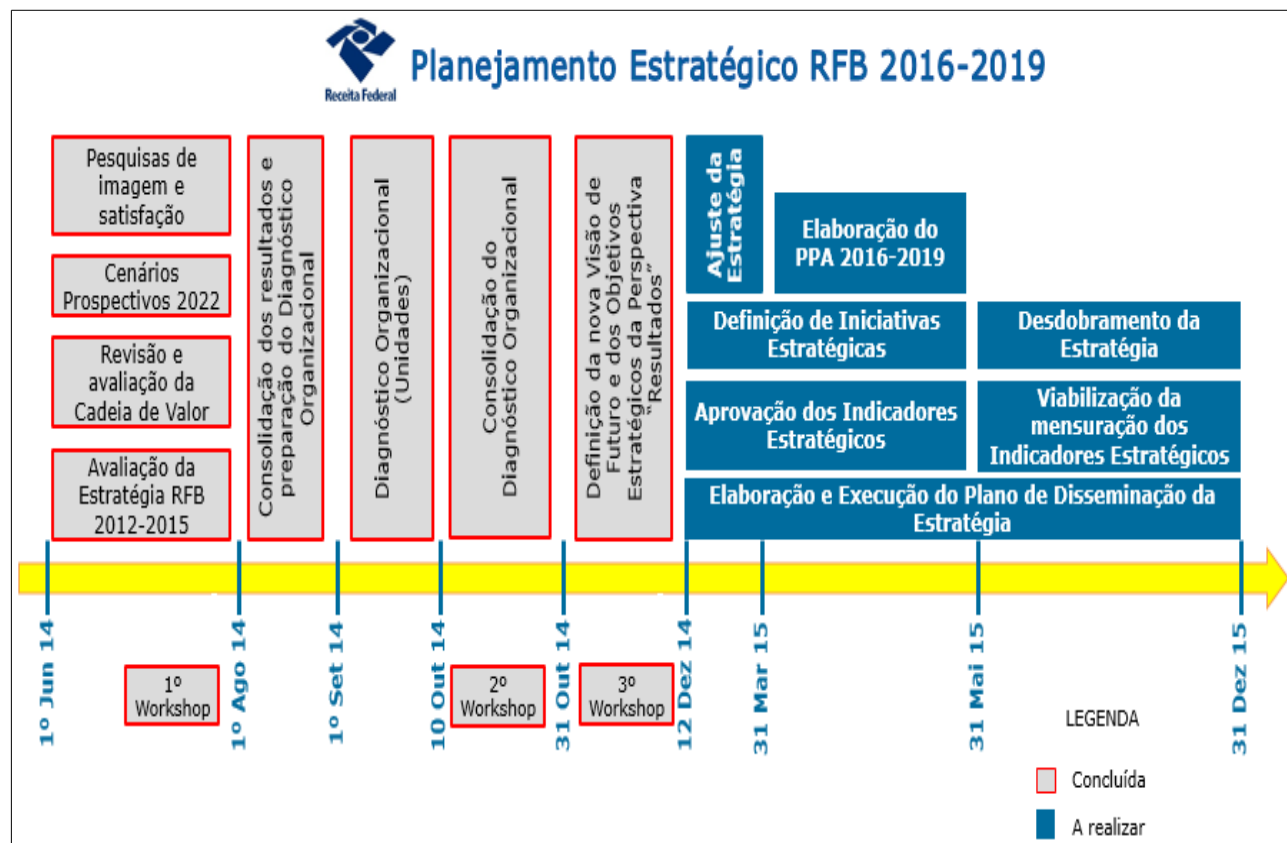 Receita Federal
Planejamento Estratégico RFB 2016-2019
Pesquisas de
imagem e
satisfação
Cenários
Prospectivos 2022
Revisão e
avaliação da
Cadeia de Valor
Avaliação da
Estratégia RFB
2012-2015
Consolidação dos resultados e
preparação do Diagnóstico
Organizacional
Diagnóstico Organizacional
(Unidades)
Consolidação do
Diagnóstico Organizacional
Definição da nova Visão de
Futuro e dos Objetivos
Estratégicos da Perspectiva
“Resultados”
Ajuste da
Estratégia
Elaboração do
PPA 2016-2019
Definição de Iniciativas
Estratégicas
Desdobramento da
Estratégia
Aprovação dos Indicadores
Estratégicos
Viabilização da
mensuração dos
Indicadores Estratégicos
Elaboração e Execução do Plano de Disseminação da
Estratégia
1º Jun 14
1º Ago 14
1º Set 14
10 Out 14
31 Out 14
12 Dez 14
31 Mar 15
31 Mai 15
31 Dez 15
1º
Workshop
2º
Workshop
3º
Workshop
LEGENDA
Concluída
A realizar